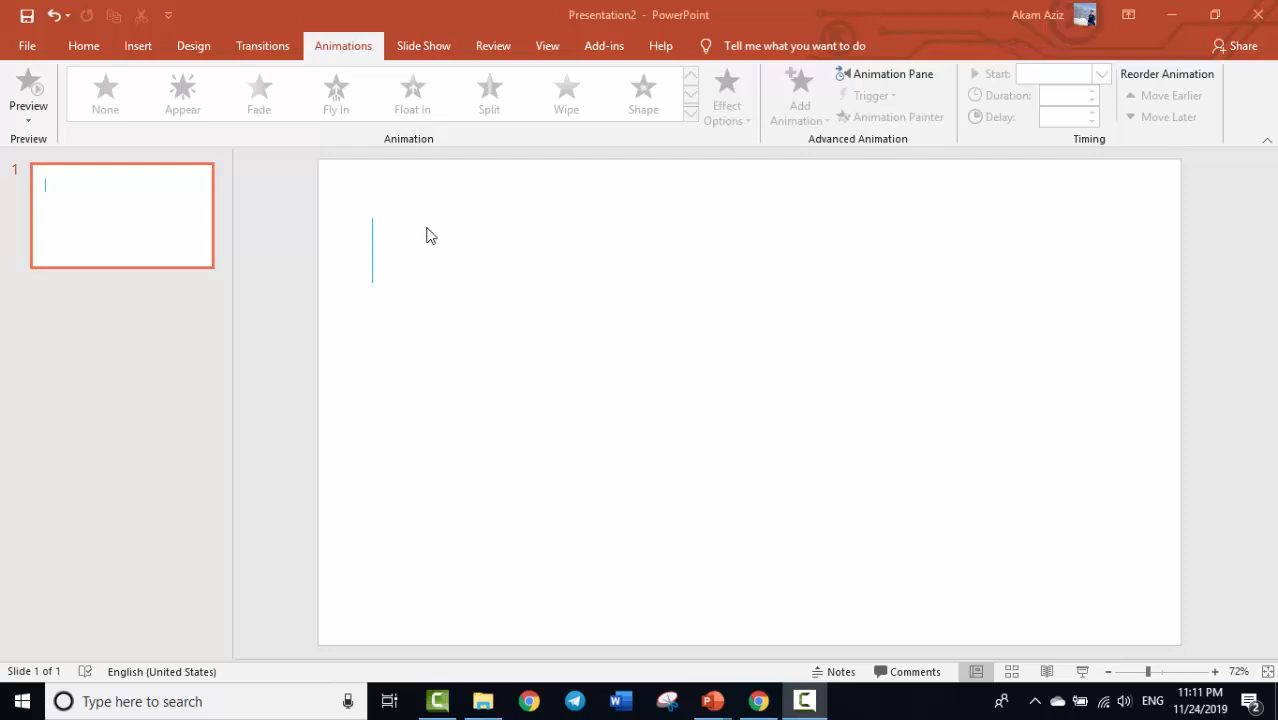 Presentation2 - PowerPoint
Akam Aziz
File Home Insert Design Transitions Animations Slide Show Review View Add-ins Help Tell me what you want to do Share
Preview
None Appear Fade Fly In Float In Split Wipe Shape
Effect Options
Add Animation
Animation Pane
Trigger
Animation Painter
Start:
Duration:
Delay:
Reorder Animation
Move Earlier
Move Later
Preview Animation Advanced Animation Timing
1
Slide 1 of 1 English (United States) Notes Comments 72%
Type here to search
ENG
11:11 PM
11/24/2019
2